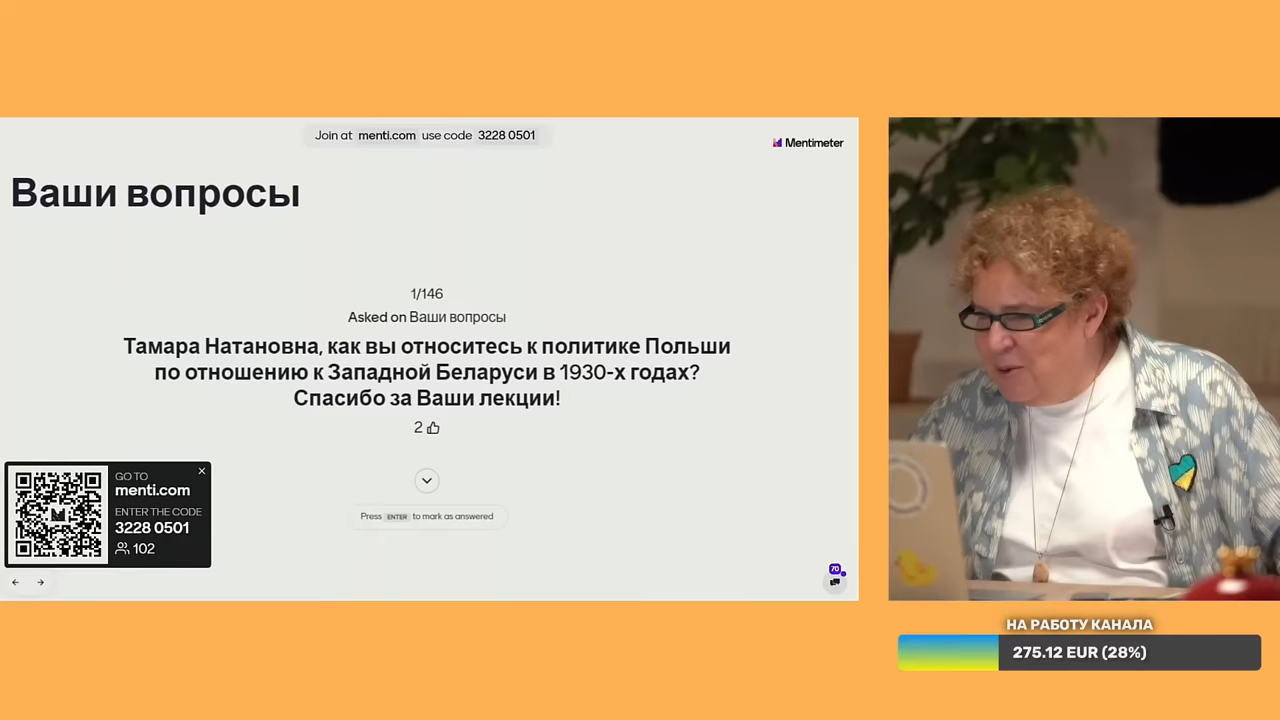 Join at menti.com use code 3228 0501
Mentimeter
Ваши вопросы
1/146
Asked on Ваши вопросы
Тамара Натановна, как вы относитесь к политике Польши
по отношению к Западной Беларуси в 1930-х годах?
Спасибо за Ваши лекции!
2
Press ENTER to mark as answered
GO TO
menti.com
ENTER THE CODE
3228 0501
102
70
НА РАБОТУ КАНАЛА
275.12 EUR (28%)